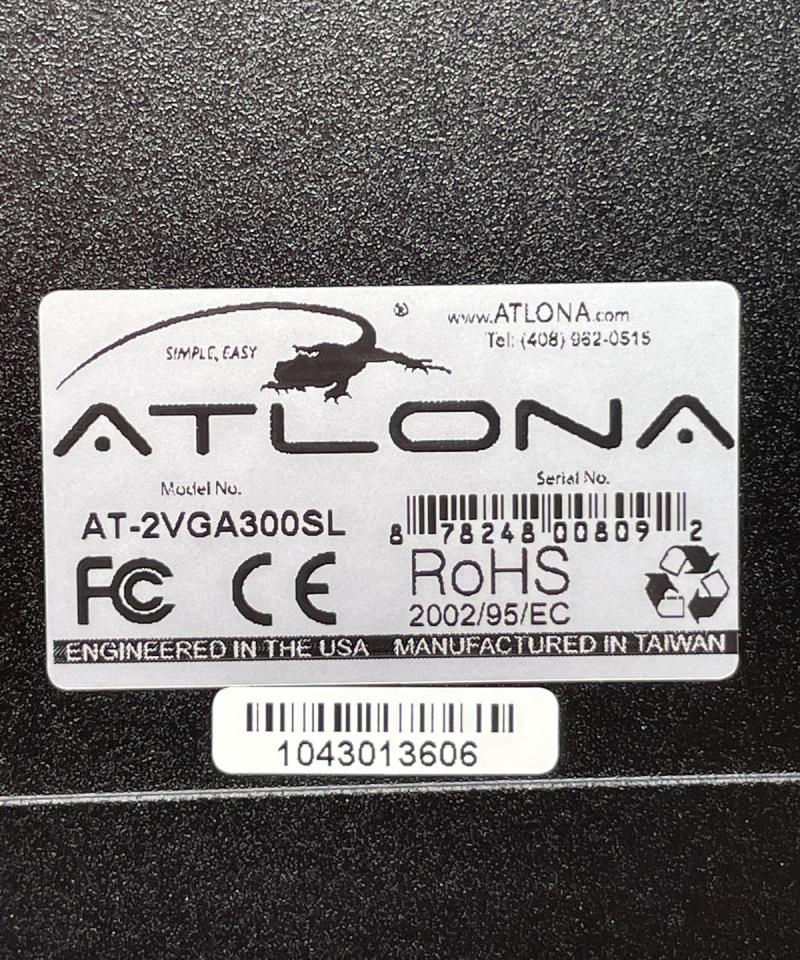 ®
www.ATLONA.com
Tel: (408) 962-0515
SIMPLE, EASY
ATLONA
Model No.
Serial No.
AT-2VGA300SL
8 78248 00809 2
FC CE
RoHS
2002/95/EC
ENGINEERED IN THE USA MANUFACTURED IN TAIWAN
1043013606